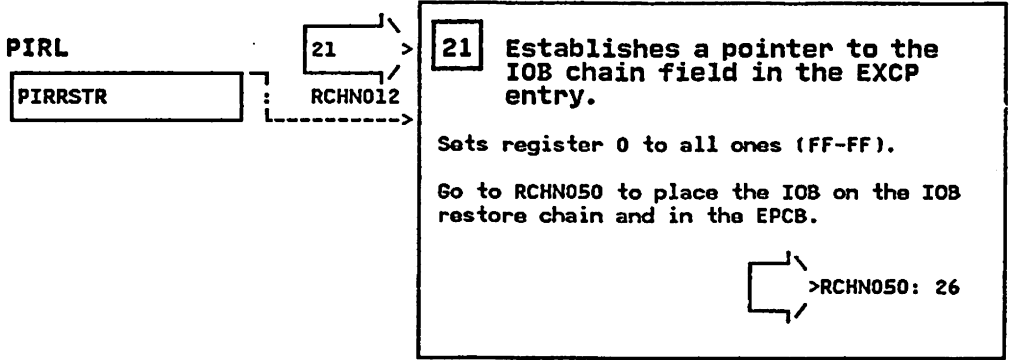 PIRL
PIRRSTR
21
RCHN012
21 Establishes a pointer to the
IOB chain field in the EXCP
entry.
Sets register 0 to all ones (FF-FF).
Go to RCHN050 to place the IOB on the IOB
restore chain and in the EPCB.
>RCHN050: 26